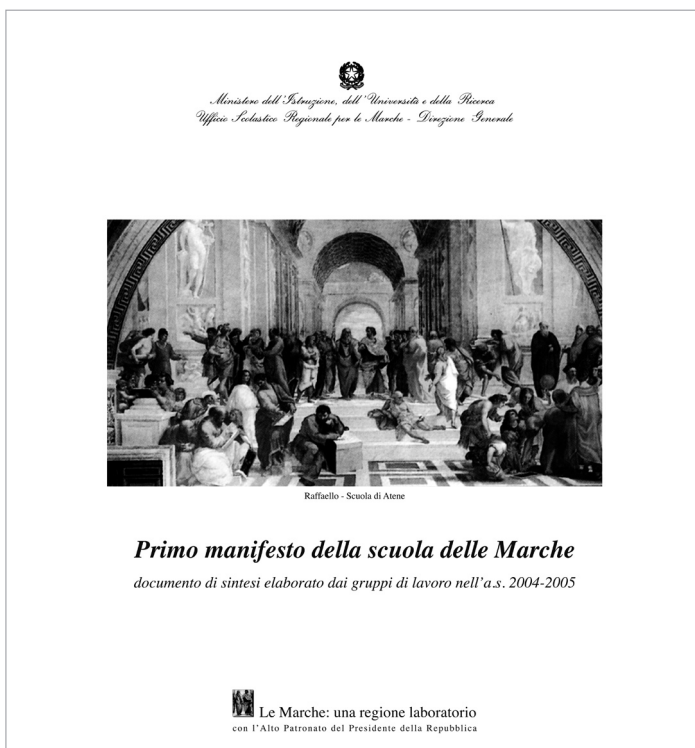 Ministero dell'Istruzione, dell'Università e della Ricerca
Ufficio Scolastico Regionale per le Marche - Direzione Generale
Raffaello - Scuola di Atene
Primo manifesto della scuola delle Marche
documento di sintesi elaborato dai gruppi di lavoro nell'a.s. 2004-2005
Le Marche: una regione laboratorio
con l'Alto Patronato del Presidente della Repubblica